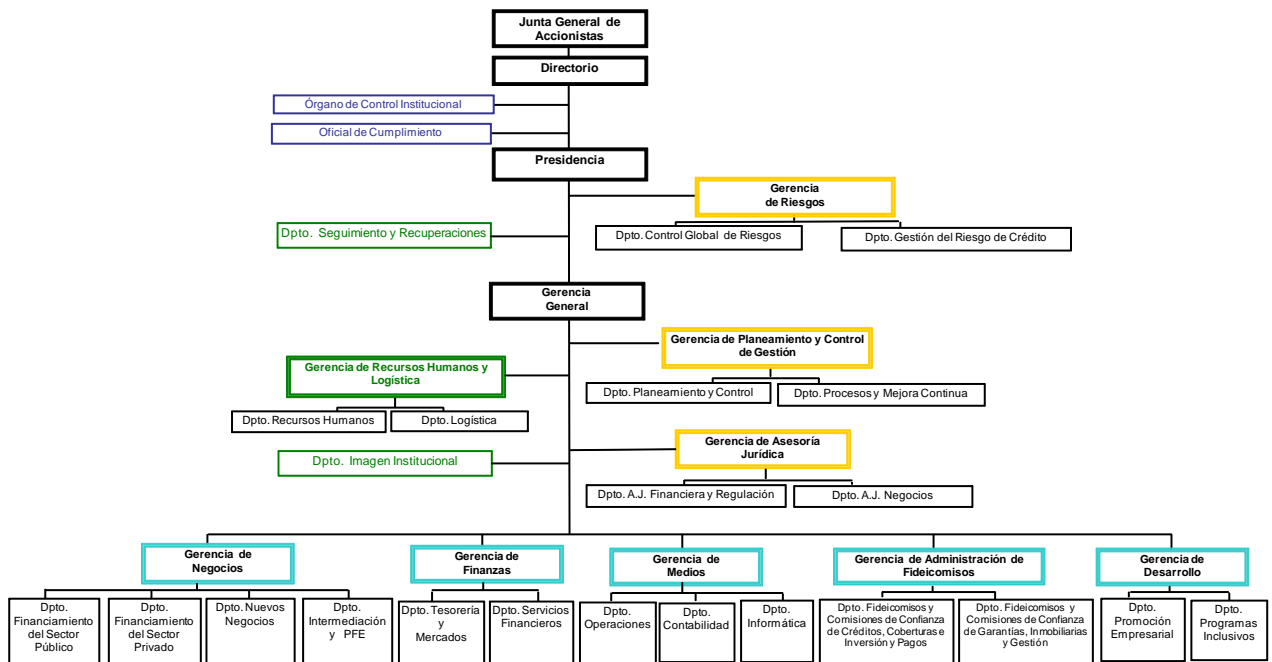 Junta General de
Accionistas
Directorio
Órgano de Control Institucional
Oficial de Cumplimiento
Presidencia
Gerencia
de Riesgos
Dpto. Seguimiento y Recuperaciones
Dpto. Control Global de Riesgos
Dpto. Gestión del Riesgo de Crédito
Gerencia
General
Gerencia de Planeamiento y Control
de Gestión
Gerencia de Recursos Humanos y
Logística
Dpto. Planeamiento y Control
Dpto. Procesos y Mejora Continua
Dpto. Recursos Humanos
Dpto. Logística
Gerencia de Asesoría
Jurídica
Dpto. Imagen Institucional
Dpto. A.J. Financiera y Regulación
Dpto. A.J. Negocios
Gerencia de
Negocios
Gerencia de
Finanzas
Gerencia de
Medios
Gerencia de Administración de
Fideicomisos
Gerencia de
Desarrollo
Dpto.
Financiamiento
del Sector
Público
Dpto.
Financiamiento
del Sector
Privado
Dpto. Nuevos
Negocios
Dpto.
Intermediación
y PFE
Dpto. Tesorería
y
Mercados
Dpto. Servicios
Financieros
Dpto.
Operaciones
Dpto.
Contabilidad
Dpto.
Informática
Dpto. Fideicomisos y
Comisiones de Confianza
de Créditos, Coberturas e
Inversión y Pagos
Dpto. Fideicomisos y
Comisiones de Confianza
de Garantías, Inmobiliarias
y Gestión
Dpto.
Promoción
Empresarial
Dpto.
Programas
Inclusivos